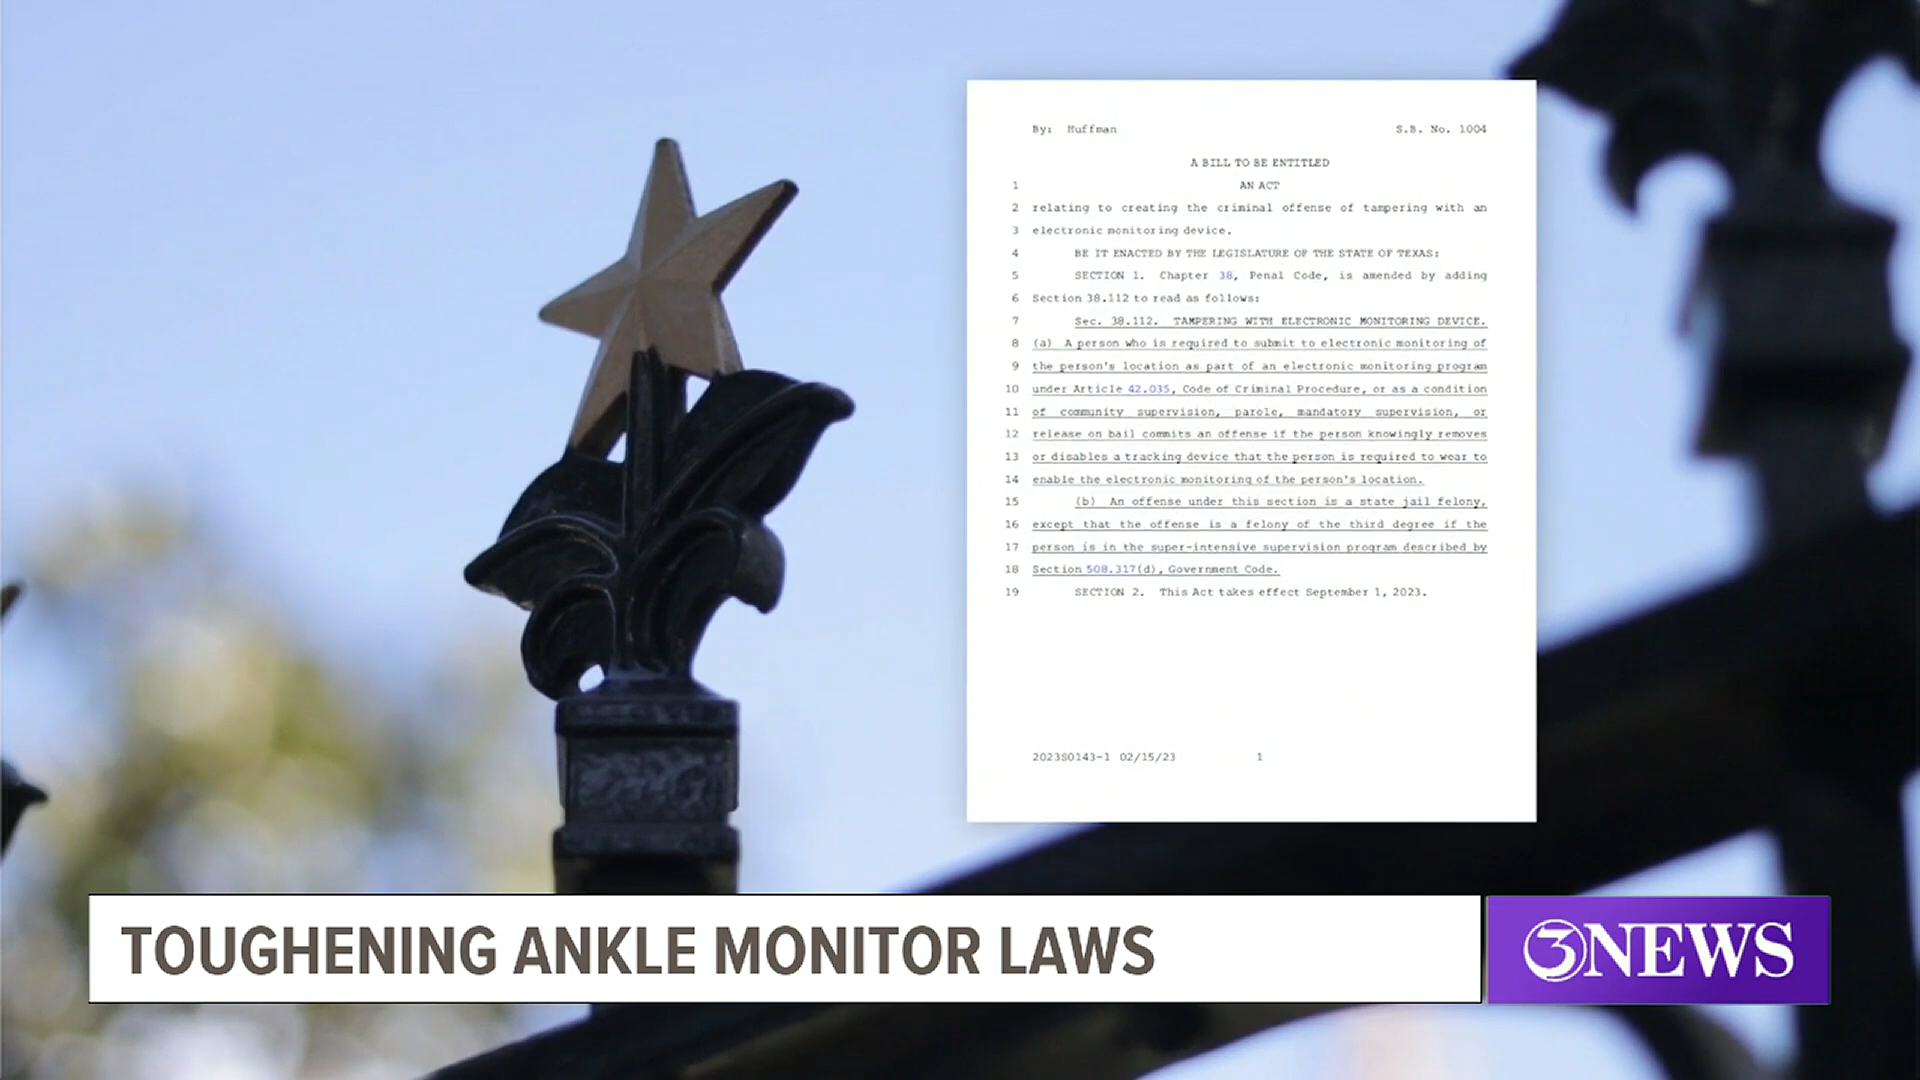 By: Huffman S.B. No. 1004
A BILL TO BE ENTITLED
1 AN ACT
2 relating to creating the criminal offense of tampering with an
3 electronic monitoring device.
4 BE IT ENACTED BY THE LEGISLATURE OF THE STATE OF TEXAS:
5 SECTION 1. Chapter 38, Penal Code, is amended by adding
6 Section 38.112 to read as follows:
7 Sec. 38.112. TAMPERING WITH ELECTRONIC MONITORING DEVICE.
8 (a) A person who is required to submit to electronic monitoring of
9 the person's location as part of an electronic monitoring program
10 under Article 42.035, Code of Criminal Procedure, or as a condition
11 of community supervision, parole, mandatory supervision, or
12 release on bail commits an offense if the person knowingly removes
13 or disables a tracking device that the person is required to wear to
14 enable the electronic monitoring of the person's location.
15 (b) An offense under this section is a state jail felony,
16 except that the offense is a felony of the third degree if the
17 person is in the super-intensive supervision program described by
18 Section 508.317(d), Government Code.
19 SECTION 2. This Act takes effect September 1, 2023.
2023S0143-1 02/15/23 1
TOUGHENING ANKLE MONITOR LAWS
3NEWS